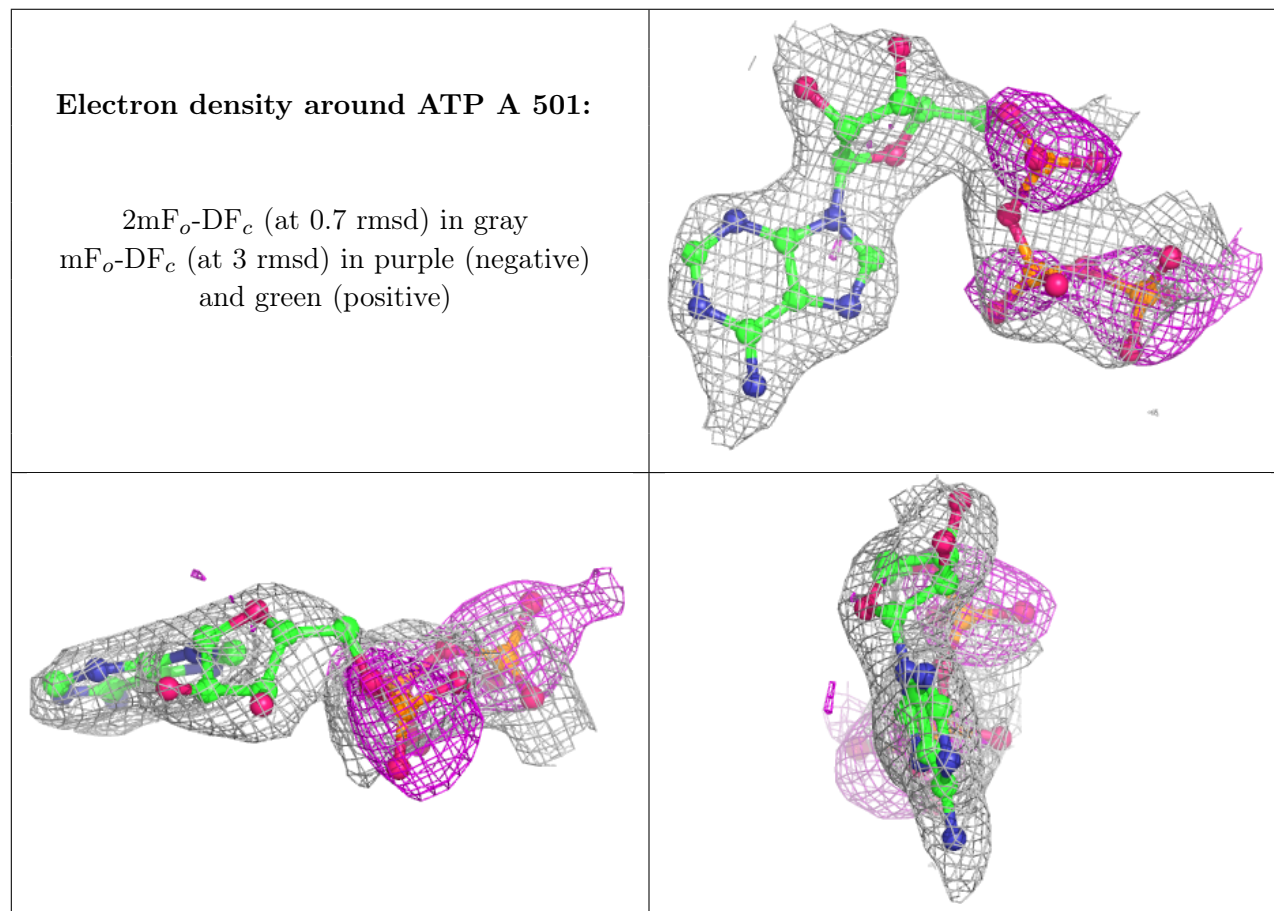 Electron density around ATP A 501:
2mFo-DFc (at 0.7 rmsd) in gray
mFo-DFc (at 3 rmsd) in purple (negative)
and green (positive)